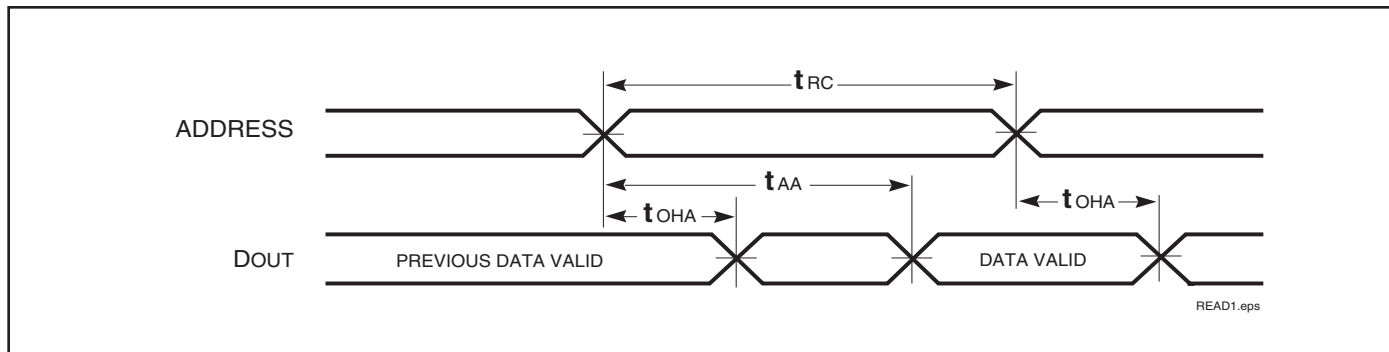 tRC
ADDRESS
tAA
tOHA
tOHA
DOUT
PREVIOUS DATA VALID
DATA VALID
READ1.eps